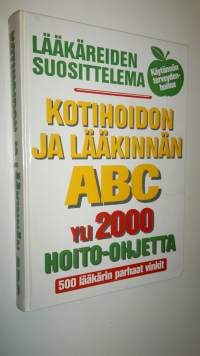 LÄÄKÄREIDEN
SUOSITTELEMA
Käytännön
terveyden-
hoitoa
KOTIHOIDON
JA LÄÄKINNÄN
ABC
YLI 2000
HOITO-OHJETTA
500 lääkärin parhaat vinkit